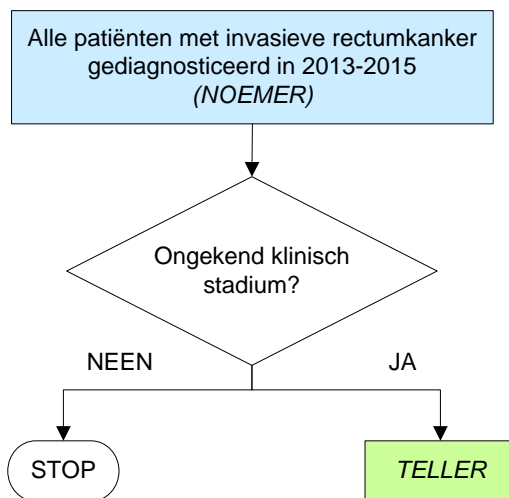 Alle patiënten met invasieve rectumkanker
gediagnosticeerd in 2013-2015
(NOEMER)
Ongekend klinisch
stadium?
NEEN
JA
STOP
TELLER